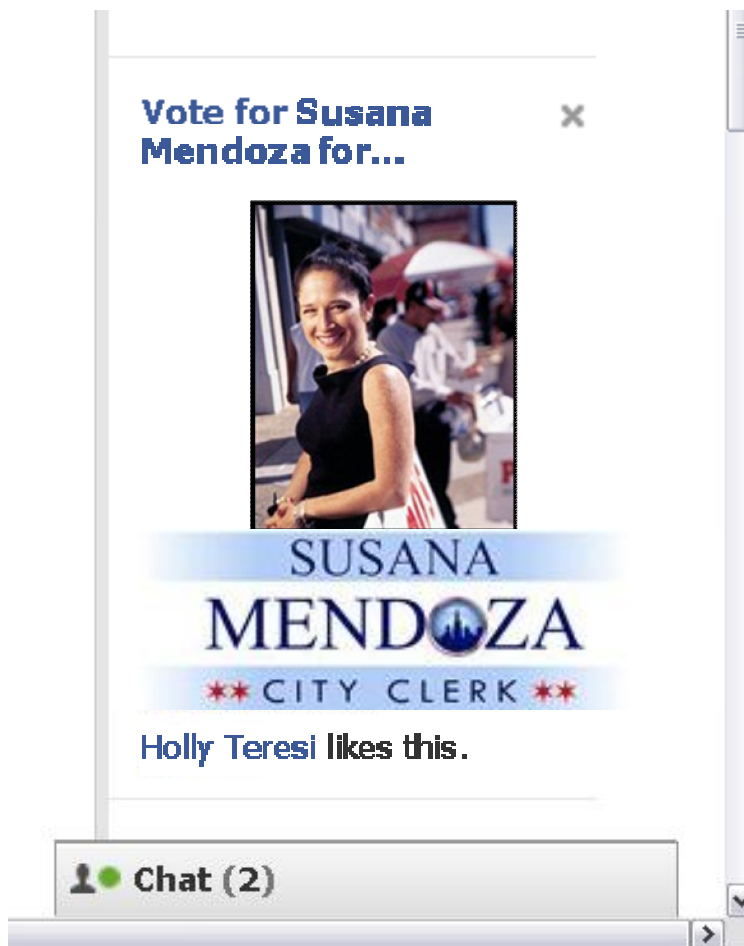 Vote for Susana
Mendoza for...
SUSANA
MENDOZA
** CITY CLERK **
Holly Teresi likes this.
Chat (2)